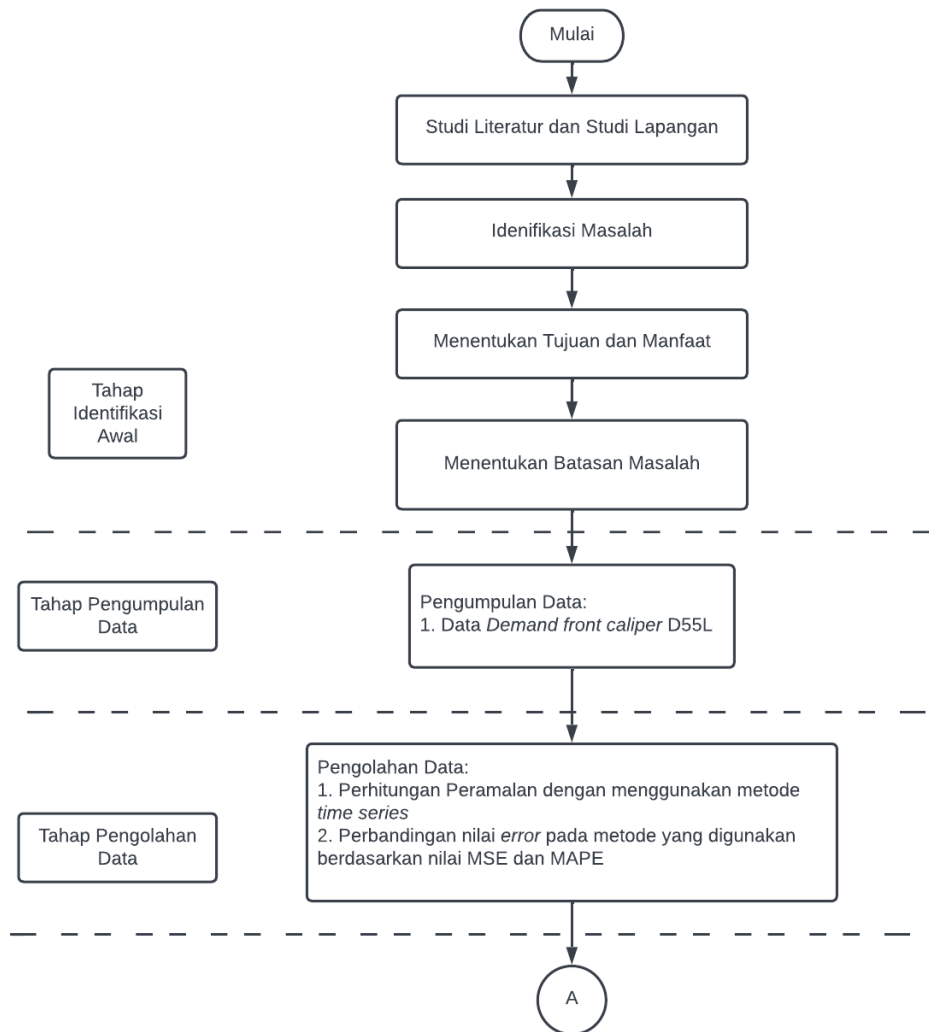 Mulai
Studi Literatur dan Studi Lapangan
Idenifikasi Masalah
Menentukan Tujuan dan Manfaat
Tahap
Identifikasi
Awal
Menentukan Batasan Masalah
Tahap Pengumpulan
Data
Pengumpulan Data:
1. Data Demand front caliper D55L
Pengolahan Data:
1. Perhitungan Peramalan dengan menggunakan metode
time series
2. Perbandingan nilai error pada metode yang digunakan
berdasarkan nilai MSE dan MAPE
Tahap Pengolahan
Data
A